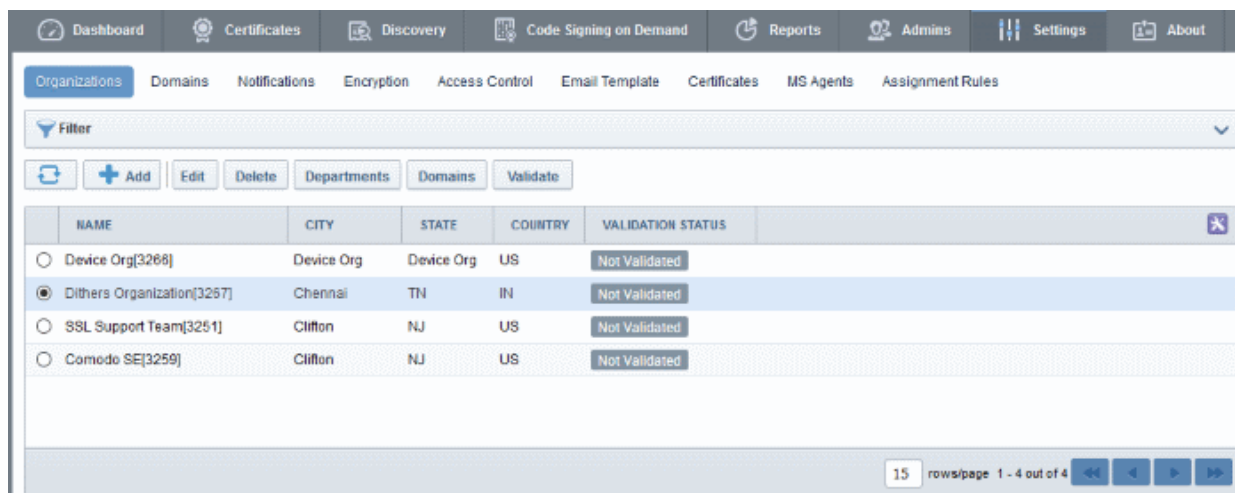 Dashboard Certificates Discovery Code Signing on Demand Reports Admins Settings About
Organizations Domains Notifications Encryption Access Control Email Template Certificates MS Agents Assignment Rules
Filter
Add Edit Delete Departments Domains Validate
NAME CITY STATE COUNTRY VALIDATION STATUS
Device Org[3266] Device Org Device Org US Not Validated
Dithers Organization[3267] Chennai TN IN Not Validated
SSL Support Team[3251] Clifton NJ US Not Validated
Comodo SE[3259] Clifton NJ US Not Validated
15 rows/page 1 - 4 out of 4